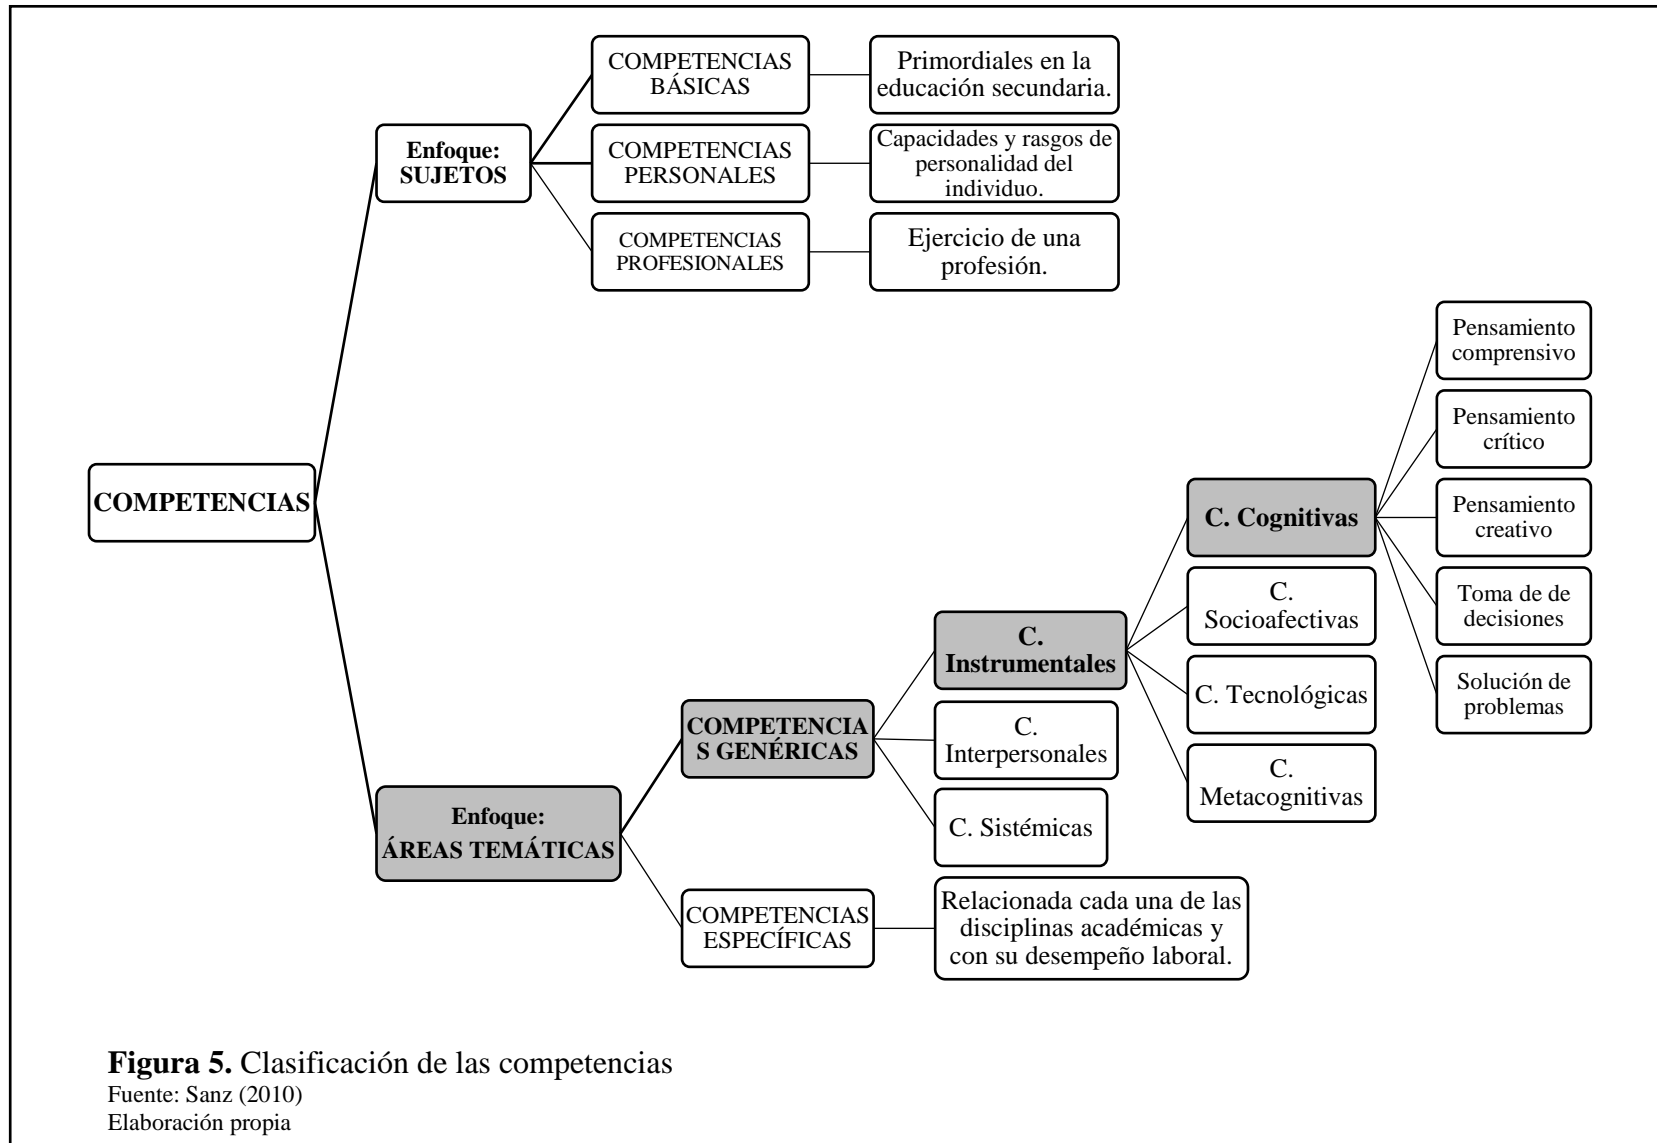 COMPETENCIAS
Enfoque:
SUJETOS
COMPETENCIAS
BÁSICAS
Primordiales en la
educación secundaria.
COMPETENCIAS
PERSONALES
Capacidades y rasgos de
personalidad del
individuo.
COMPETENCIAS
PROFESIONALES
Ejercicio de una
profesión.
Enfoque:
ÁREAS TEMÁTICAS
COMPETENCIA
S GENÉRICAS
C.
Instrumentales
C. Cognitivas
Pensamiento
comprensivo
Pensamiento
crítico
Pensamiento
creativo
Toma de de
decisiones
Solución de
problemas
C.
Socioafectivas
C. Tecnológicas
C.
Metacognitivas
C.
Interpersonales
C. Sistémicas
COMPETENCIAS
ESPECÍFICAS
Relacionada cada una de las
disciplinas académicas y
con su desempeño laboral.
Figura 5. Clasificación de las competencias
Fuente: Sanz (2010)
Elaboración propia